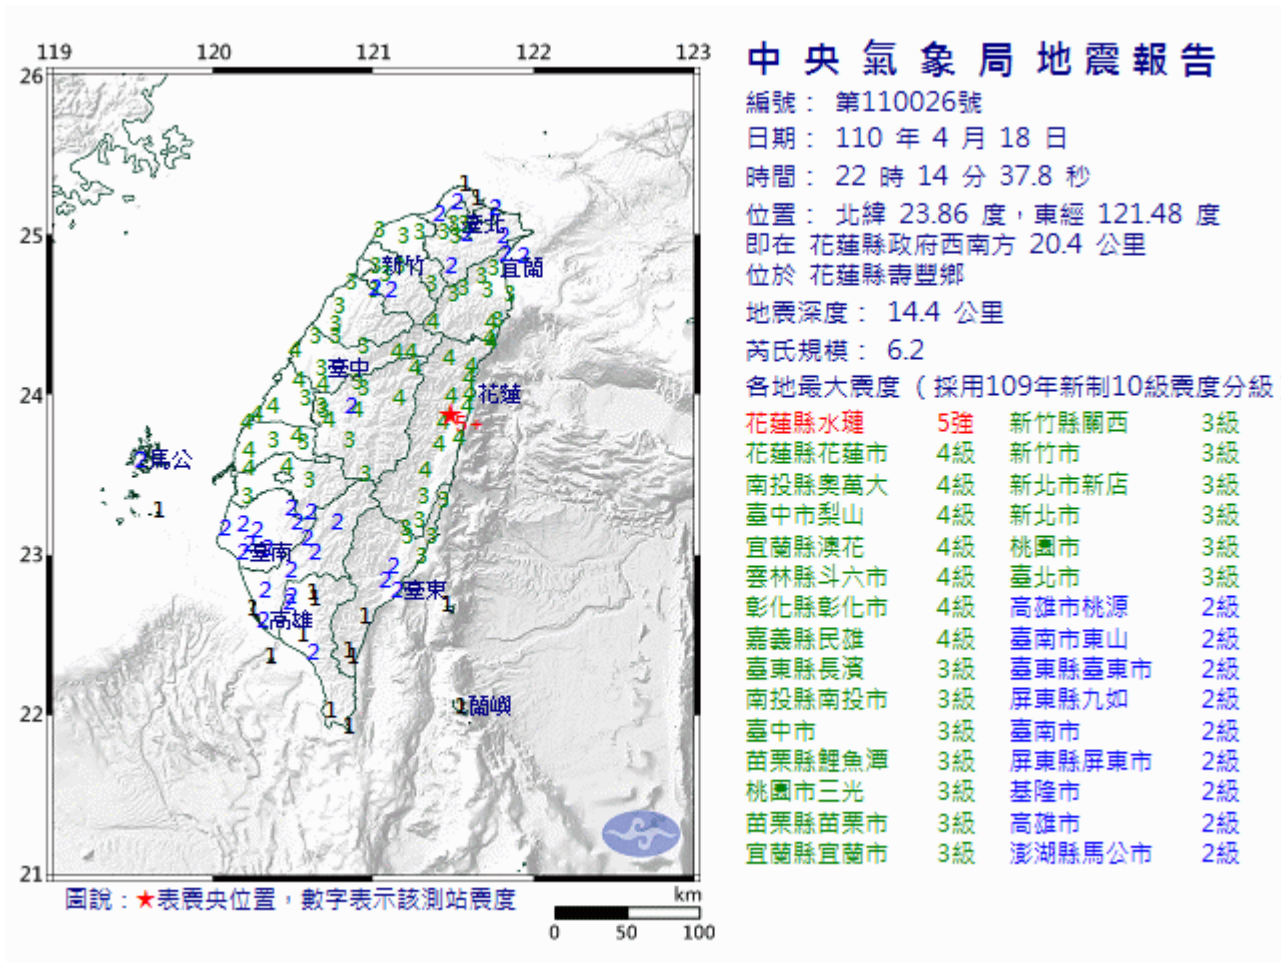 中央氣象局地震報告
編號： 第110026號
日期： 110 年 4 月 18 日
時間： 22 時 14 分 37.8 秒
位置： 北緯 23.86 度，東經 121.48 度
即在 花蓮縣政府西南方 20.4 公里
位於 花蓮縣壽豐鄉
地震深度： 14.4 公里
芮氏規模： 6.2
各地最大震度（採用109年新制10級震度分級
花蓮縣水璉 5強 新竹縣關西 3級
花蓮縣花蓮市 4級 新竹市 3級
南投縣奧萬大 4級 新北市新店 3級
臺中市梨山 4級 新北市 3級
宜蘭縣澳花 4級 桃園市 3級
雲林縣斗六市 4級 臺北市 3級
彰化縣彰化市 4級 高雄市桃源 2級
嘉義縣民雄 4級 臺南市東山 2級
臺東縣長濱 3級 臺東縣臺東市 2級
南投縣南投市 3級 屏東縣九如 2級
臺中市 3級 臺南市 2級
苗栗縣鯉魚潭 3級 屏東縣屏東市 2級
桃園市三光 3級 基隆市 2級
苗栗縣苗栗市 3級 高雄市 2級
宜蘭縣宜蘭市 3級 澎湖縣馬公市 2級
119 120 121 122 123
26
25
24
23
22
21
臺北
新竹
宜蘭
臺中
花蓮
5+
馬公
臺南
臺東
高雄
蘭嶼
圖說：★表震央位置，數字表示該測站震度
km
0 50 100